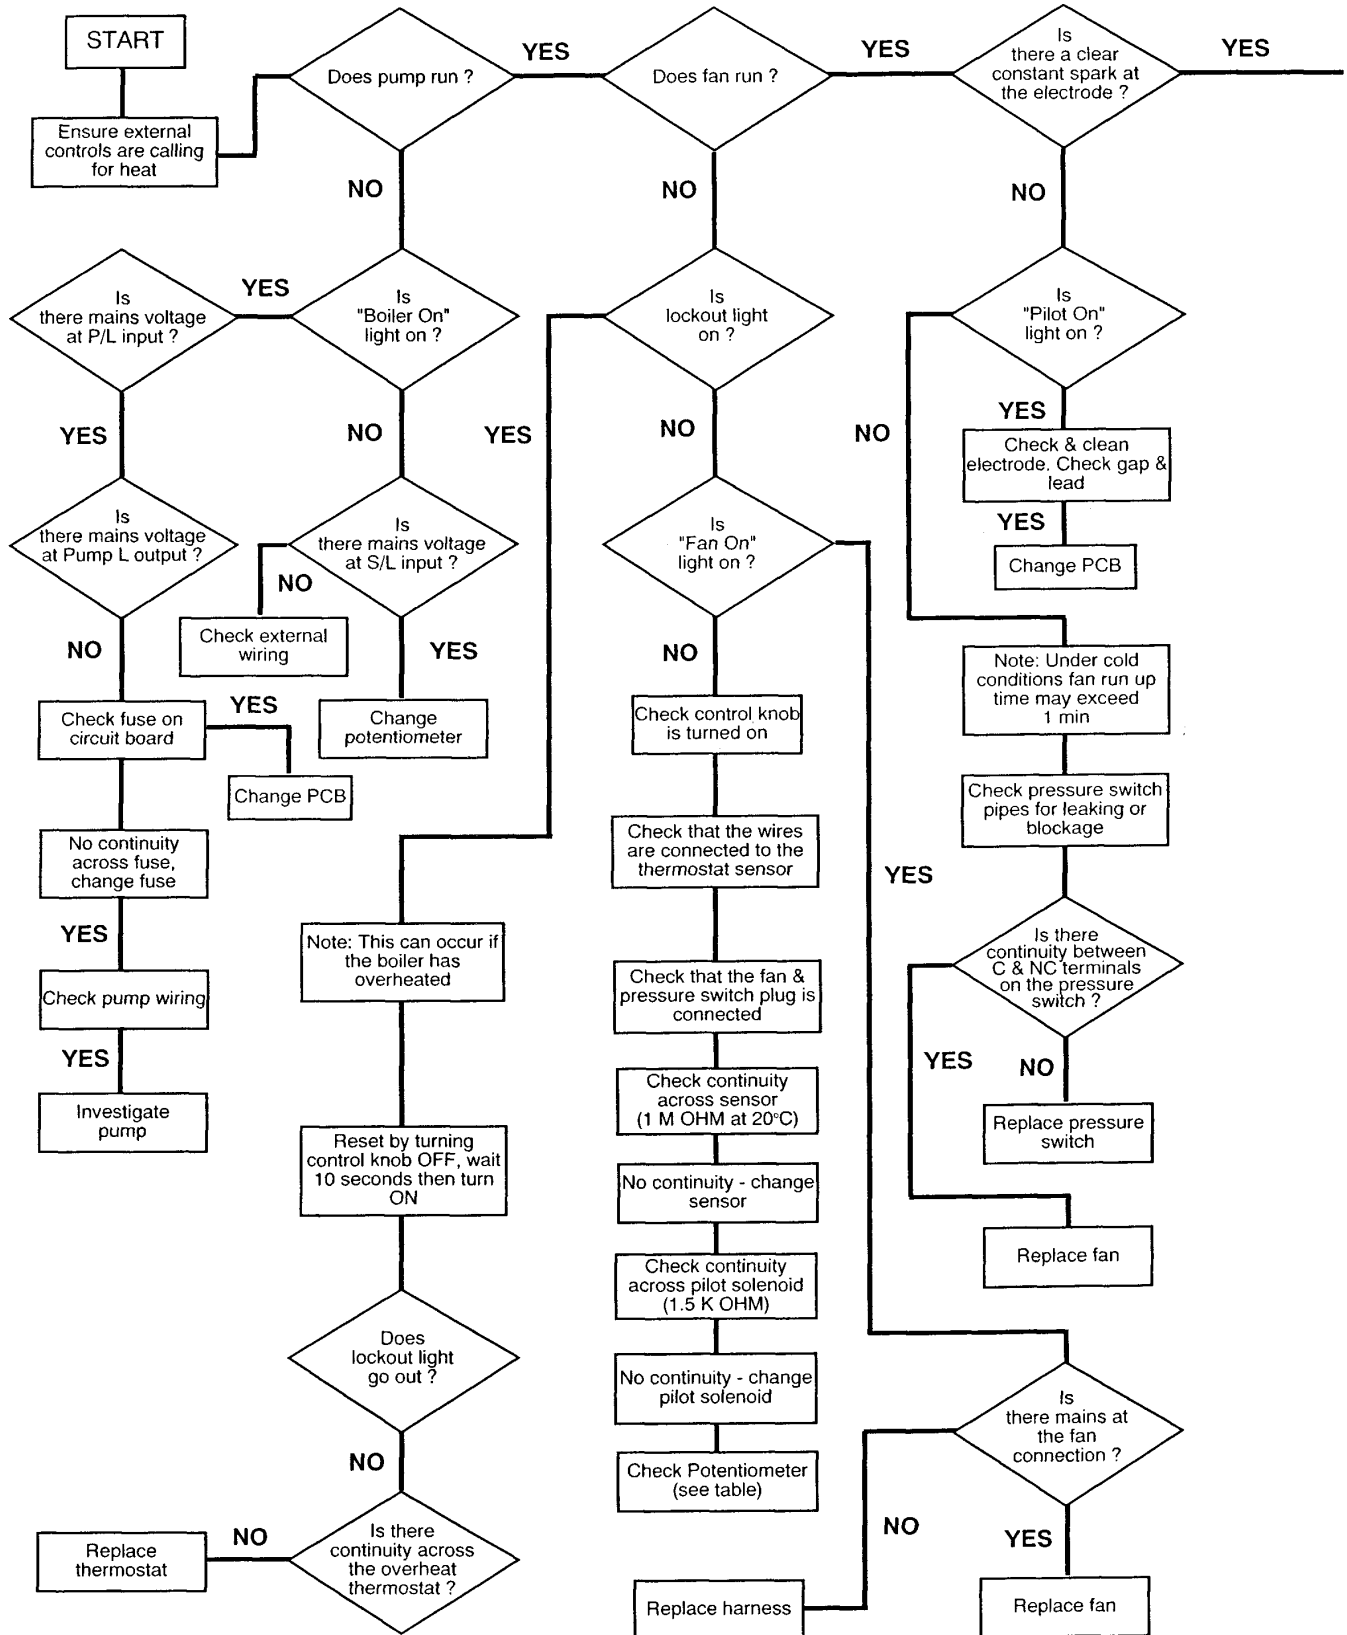 START
Ensure external
controls are calling
for heat
Does pump run ?
YES
Does fan run ?
YES
Is
there a clear
constant spark at
the electrode ?
YES
NO
NO
NO
Is
there mains voltage
at P/L input ?
YES
Is
"Boiler On"
light on ?
Is
lockout light
on ?
Is
"Pilot On"
light on ?
YES
NO
YES
NO
NO
YES
Check & clean
electrode. Check gap &
lead
YES
Change PCB
Is
there mains voltage
at Pump L output ?
Is
there mains voltage
at S/L input ?
NO
Check external
wiring
YES
Change
potentiometer
Is
"Fan On"
light on ?
NO
NO
Check fuse on
circuit board
YES
Change PCB
No continuity
across fuse,
change fuse
YES
Check pump wiring
YES
Investigate
pump
Note: This can occur if
the boiler has
overheated
Reset by turning
control knob OFF, wait
10 seconds then turn
ON
Does
lockout light
go out ?
NO
Is there
continuity across
the overheat
thermostat ?
NO
Replace
thermostat
Check control knob
is turned on
Check that the wires
are connected to the
thermostat sensor
Check that the fan &
pressure switch plug is
connected
Check continuity
across sensor
(1 M OHM at 20°C)
No continuity - change
sensor
Check continuity
across pilot solenoid
(1.5 K OHM)
No continuity - change
pilot solenoid
Check Potentiometer
(see table)
YES
Note: Under cold
conditions fan run up
time may exceed
1 min
Check pressure switch
pipes for leaking or
blockage
Is there
continuity between
C & NC terminals
on the pressure
switch ?
YES
NO
Replace pressure
switch
Replace fan
Is
there mains at
the fan
connection ?
NO
YES
Replace harness
Replace fan